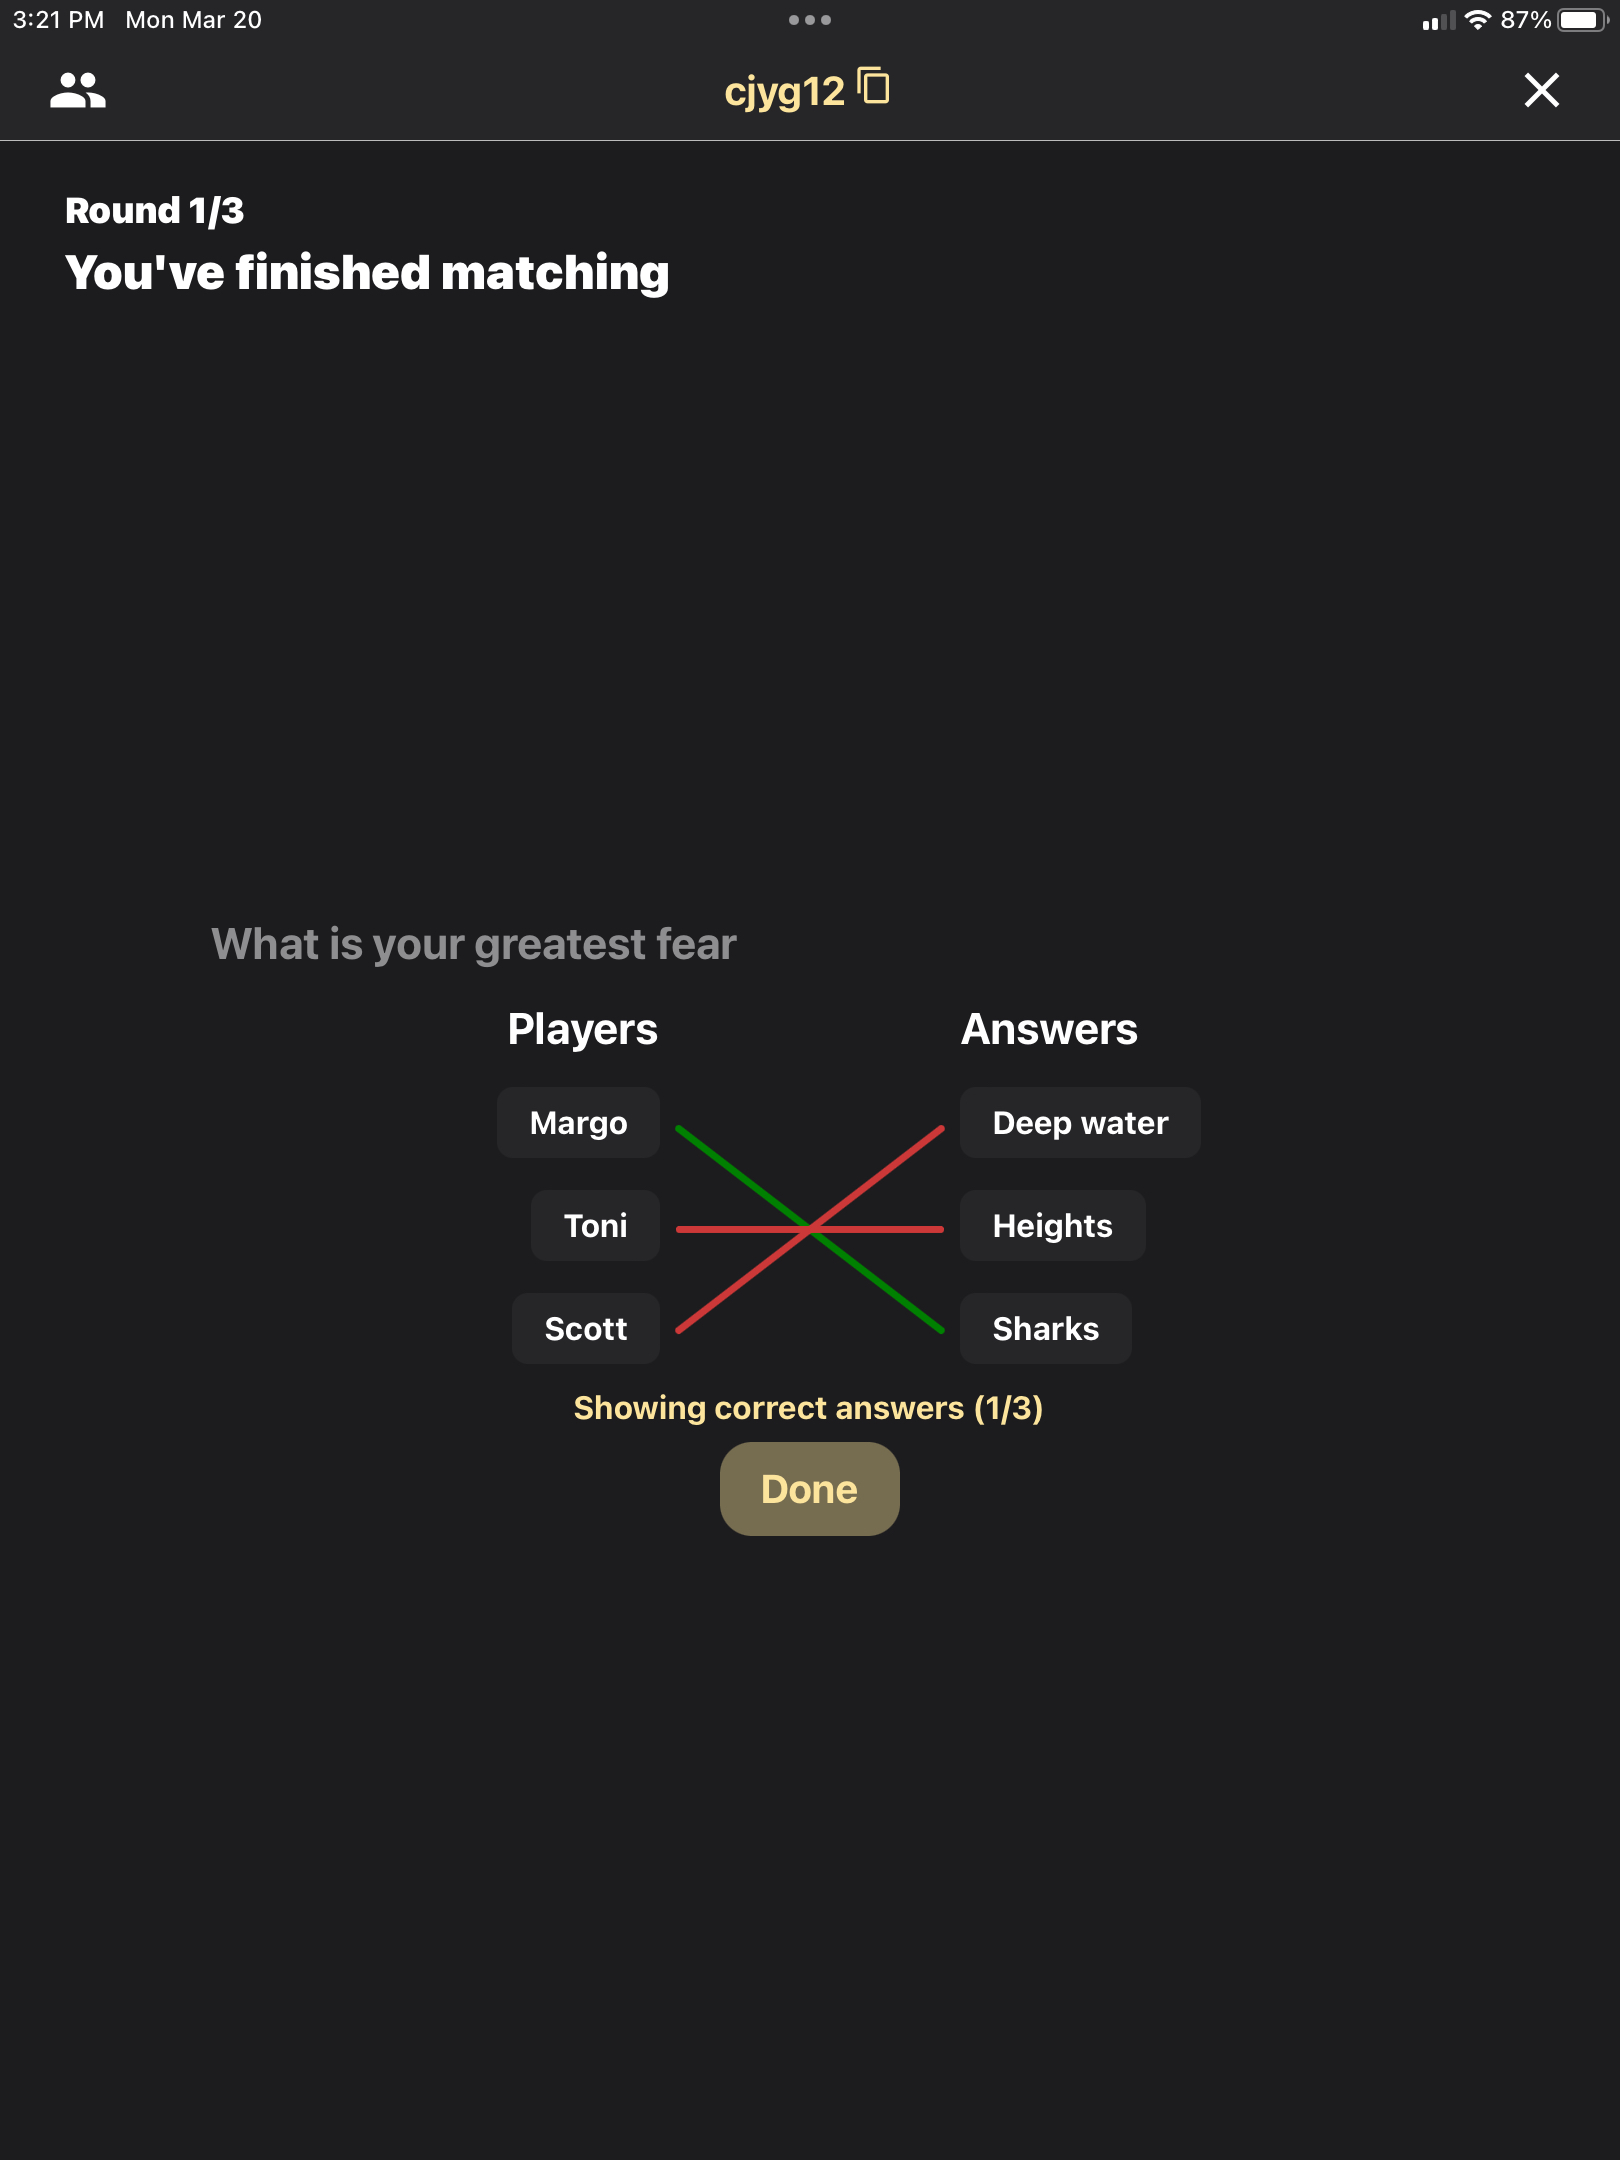 3:21 PM Mon Mar 20
87%
cjyg12
Round 1/3
You've finished matching
What is your greatest fear
Players Answers
Margo Deep water
Toni Heights
Scott Sharks
Showing correct answers (1/3)
Done